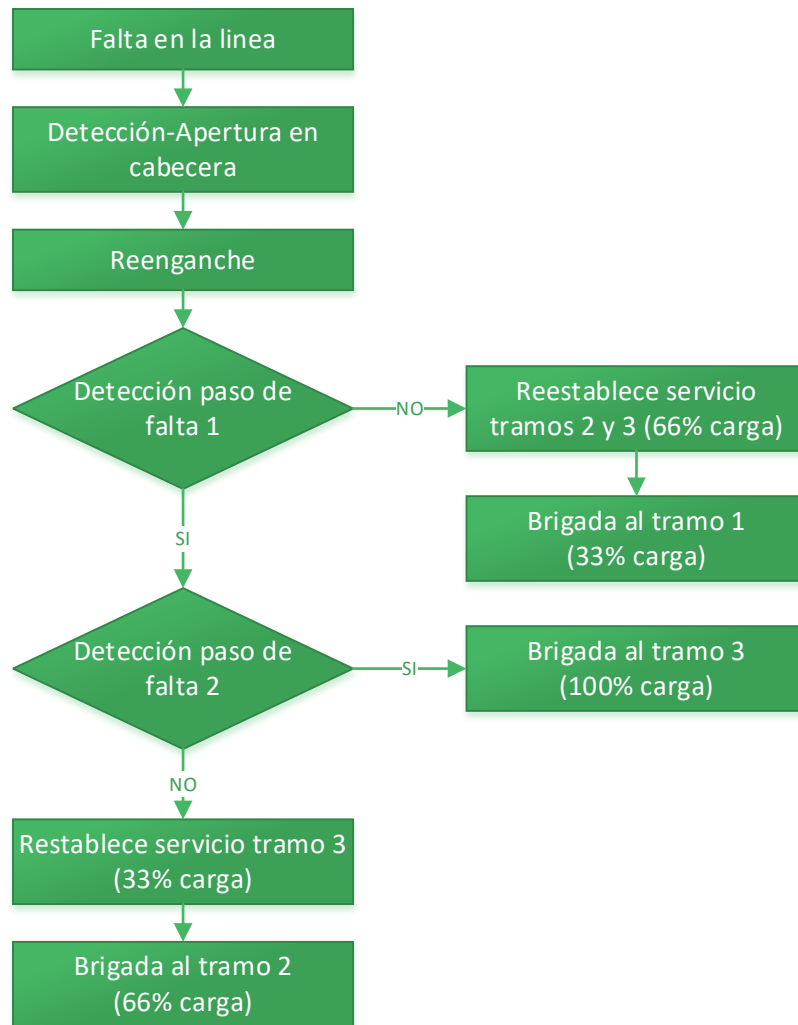 Falta en la linea
Detección-Apertura en
cabecera
Reenganche
Detección paso de
falta 1
NO
Reestablece servicio
tramos 2 y 3 (66% carga)
Brigada al tramo 1
(33% carga)
SI
Detección paso de
falta 2
SI
Brigada al tramo 3
(100% carga)
NO
Restablece servicio tramo 3
(33% carga)
Brigada al tramo 2
(66% carga)